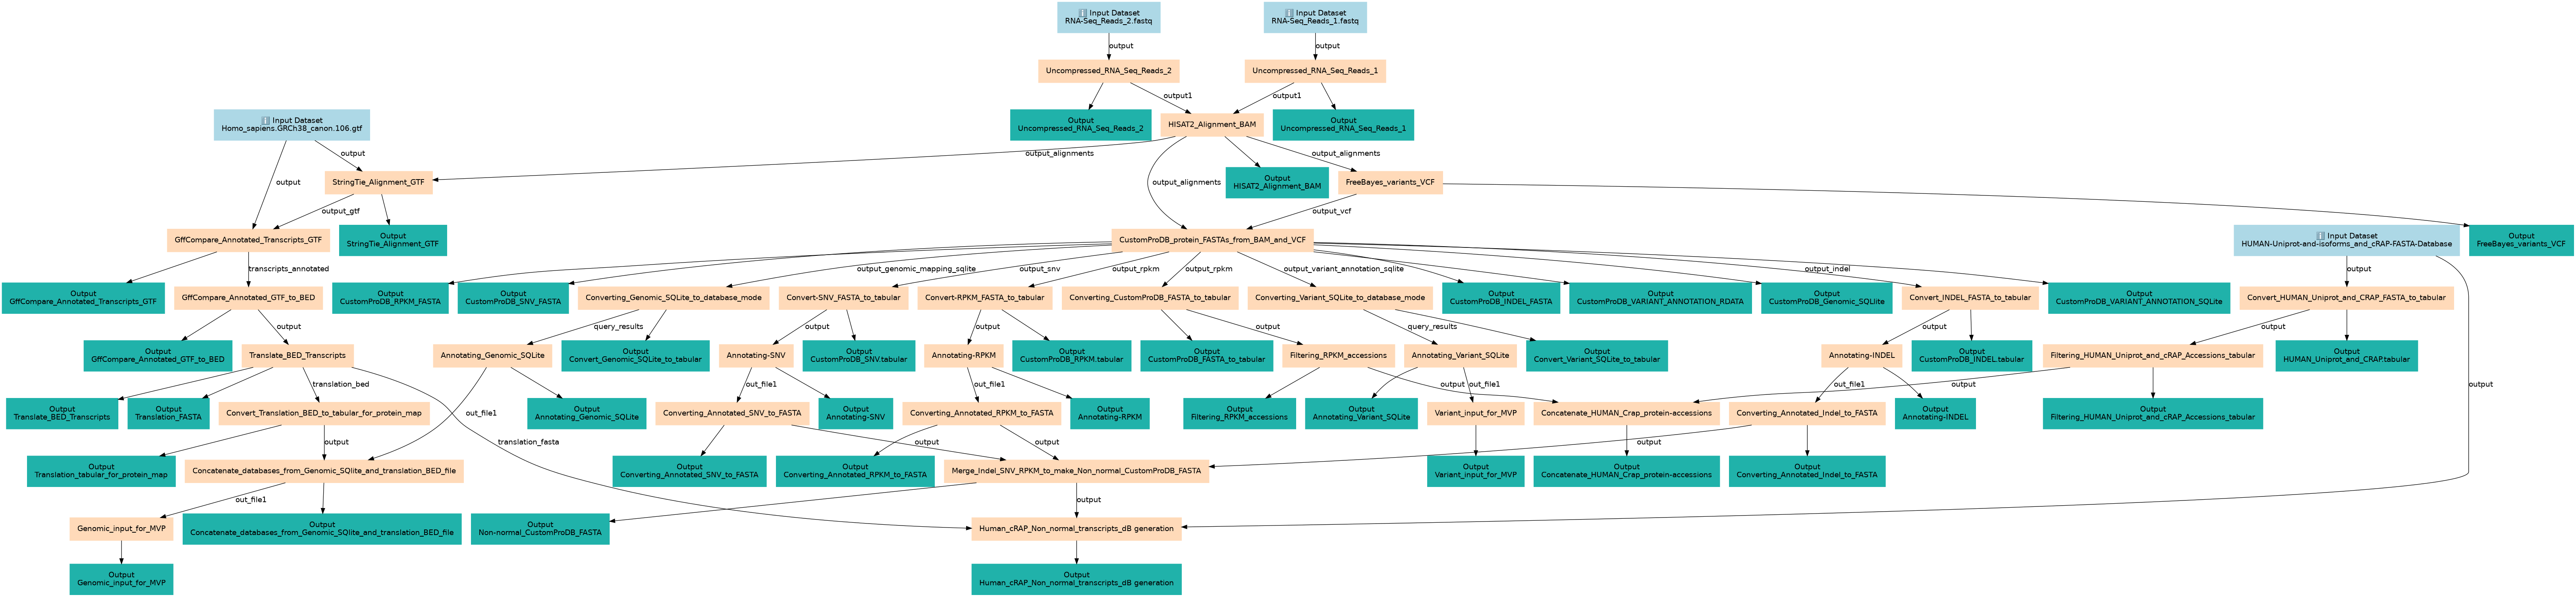 ℹ️ Input Dataset
RNA-Seq_Reads_2.fastq
ℹ️ Input Dataset
RNA-Seq_Reads_1.fastq
output
output
Uncompressed_RNA_Seq_Reads_2
Uncompressed_RNA_Seq_Reads_1
output1
output1
ℹ️ Input Dataset
Homo_sapiens.GRCh38_canon.106.gtf
Output
Uncompressed_RNA_Seq_Reads_2
HISAT2_Alignment_BAM
Output
Uncompressed_RNA_Seq_Reads_1
output
output_alignments
output_alignments
output
StringTie_Alignment_GTF
output_alignments
Output
HISAT2_Alignment_BAM
FreeBayes_variants_VCF
output_gtf
output_vcf
GffCompare_Annotated_Transcripts_GTF
Output
StringTie_Alignment_GTF
CustomProDB_protein_FASTAs_from_BAM_and_VCF
ℹ️ Input Dataset
HUMAN-Uniprot-and-isoforms_and_cRAP-FASTA-Database
Output
FreeBayes_variants_VCF
transcripts_annotated
output_genomic_mapping_sqlite
output_snv
output_rpkm
output_rpkm
output_variant_annotation_sqlite
output_indel
output
Output
GffCompare_Annotated_Transcripts_GTF
GffCompare_Annotated_GTF_to_BED
Output
CustomProDB_RPKM_FASTA
Output
CustomProDB_SNV_FASTA
Converting_Genomic_SQLite_to_database_mode
Convert-SNV_FASTA_to_tabular
Convert-RPKM_FASTA_to_tabular
Converting_CustomProDB_FASTA_to_tabular
Converting_Variant_SQLite_to_database_mode
Output
CustomProDB_INDEL_FASTA
Output
CustomProDB_VARIANT_ANNOTATION_RDATA
Output
CustomProDB_Genomic_SQLite
Convert_INDEL_FASTA_to_tabular
Output
CustomProDB_VARIANT_ANNOTATION_SQLite
Convert_HUMAN_Uniprot_and_CRAP_FASTA_to_tabular
output
query_results
output
output
output
query_results
output
output
Output
GffCompare_Annotated_GTF_to_BED
Translate_BED_Transcripts
Annotating_Genomic_SQLite
Output
Convert_Genomic_SQLite_to_tabular
Annotating-SNV
Output
CustomProDB_SNV.tabular
Annotating-RPKM
Output
CustomProDB_RPKM.tabular
Output
CustomProDB_FASTA_to_tabular
Filtering_RPKM_accessions
Annotating_Variant_SQLite
Output
Convert_Variant_SQLite_to_tabular
Annotating-INDEL
Output
CustomProDB_INDEL.tabular
Filtering_HUMAN_Uniprot_and_cRAP_Accessions_tabular
Output
HUMAN_Uniprot_and_CRAP.tabular
translation_bed
out_file1
out_file1
out_file1
output
out_file1
out_file1
output
output
Output
Translate_BED_Transcripts
Output
Translation_FASTA
Convert_Translation_BED_to_tabular_for_protein_map
out_file1
Output
Annotating_Genomic_SQLite
Converting_Annotated_SNV_to_FASTA
Output
Annotating-SNV
Converting_Annotated_RPKM_to_FASTA
Output
Annotating-RPKM
Output
Filtering_RPKM_accessions
Output
Annotating_Variant_SQLite
Variant_input_for_MVP
Concatenate_HUMAN_Crap_protein-accessions
Converting_Annotated_Indel_to_FASTA
Output
Annotating-INDEL
Output
Filtering_HUMAN_Uniprot_and_cRAP_Accessions_tabular
output
translation_fasta
output
output
output
Output
Translation_tabular_for_protein_map
Concatenate_databases_from_Genomic_SQlite_and_translation_BED_file
Output
Converting_Annotated_SNV_to_FASTA
Output
Converting_Annotated_RPKM_to_FASTA
Merge_Indel_SNV_RPKM_to_make_Non_normal_CustomProDB_FASTA
Output
Variant_input_for_MVP
Output
Concatenate_HUMAN_Crap_protein-accessions
Output
Converting_Annotated_Indel_to_FASTA
out_file1
output
Genomic_input_for_MVP
Output
Concatenate_databases_from_Genomic_SQlite_and_translation_BED_file
Output
Non-normal_CustomProDB_FASTA
Human_cRAP_Non_normal_transcripts_dB generation
Output
Genomic_input_for_MVP
Output
Human_cRAP_Non_normal_transcripts_dB generation